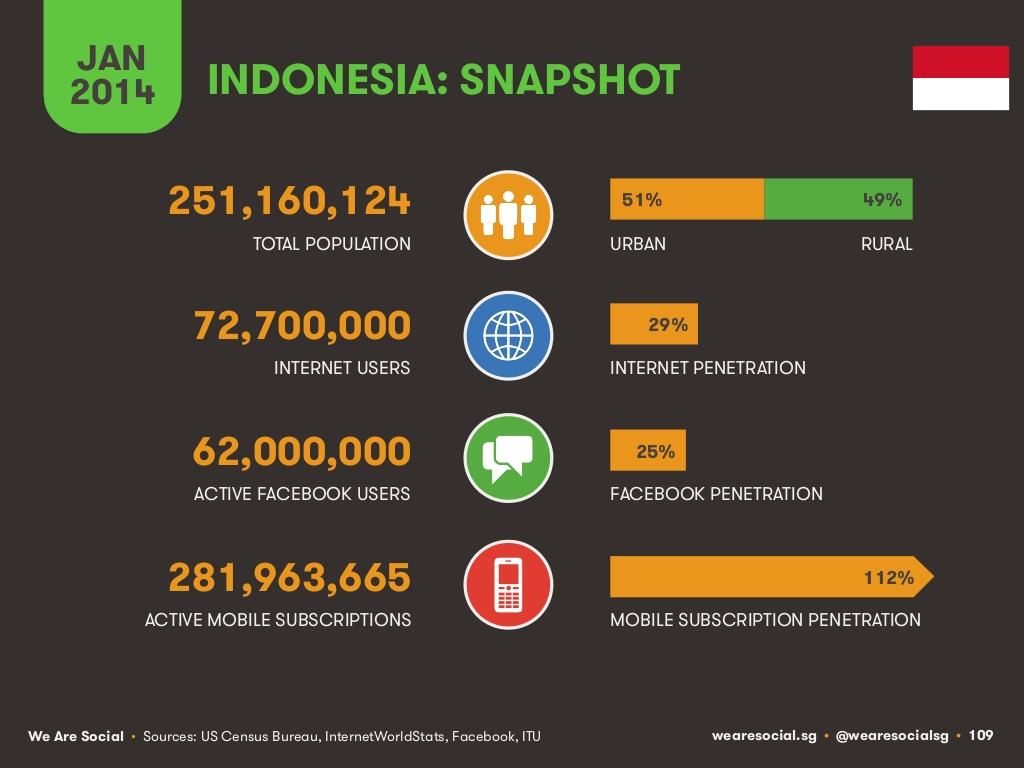 JAN
2014
INDONESIA: SNAPSHOT
251,160,124
TOTAL POPULATION
51%
49%
URBAN
RURAL
72,700,000
INTERNET USERS
29%
INTERNET PENETRATION
62,000,000
ACTIVE FACEBOOK USERS
25%
FACEBOOK PENETRATION
281,963,665
ACTIVE MOBILE SUBSCRIPTIONS
112%
MOBILE SUBSCRIPTION PENETRATION
We Are Social • Sources: US Census Bureau, InternetWorldStats, Facebook, ITU
wearesocial.sg • @wearesocialsg • 109